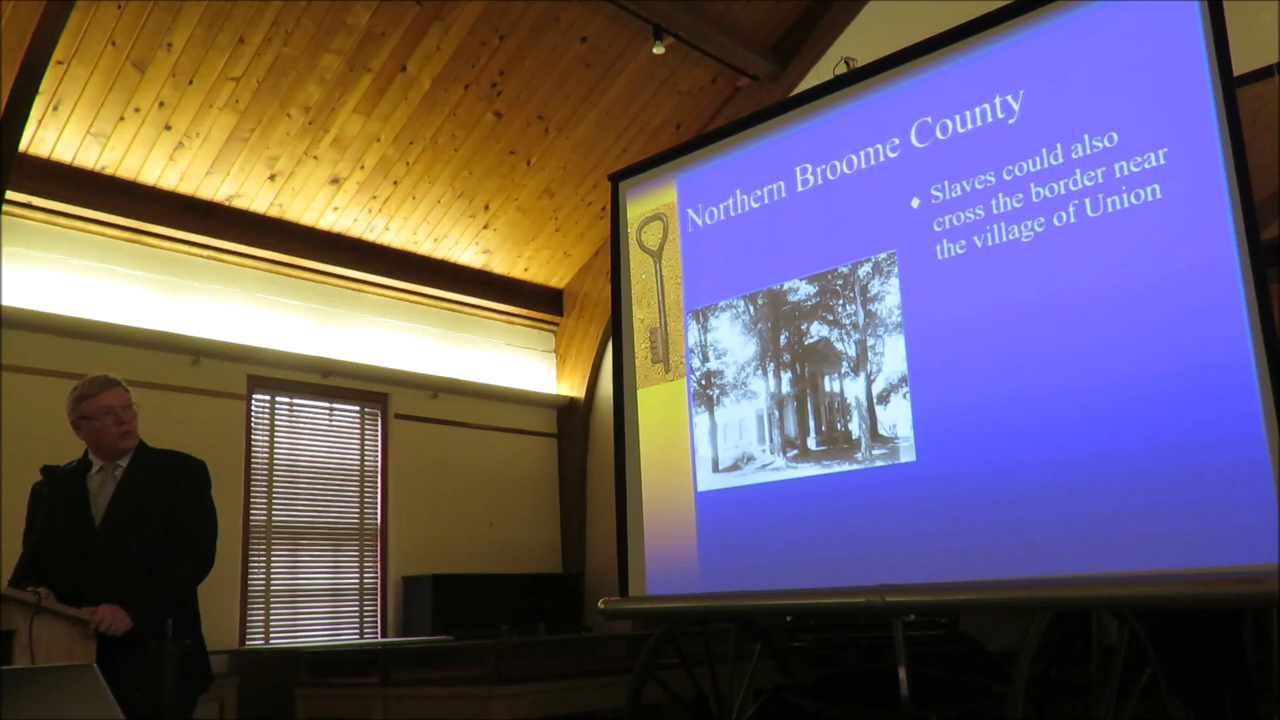 Northern Broome County
Slaves could also
cross the border near
the village of Union